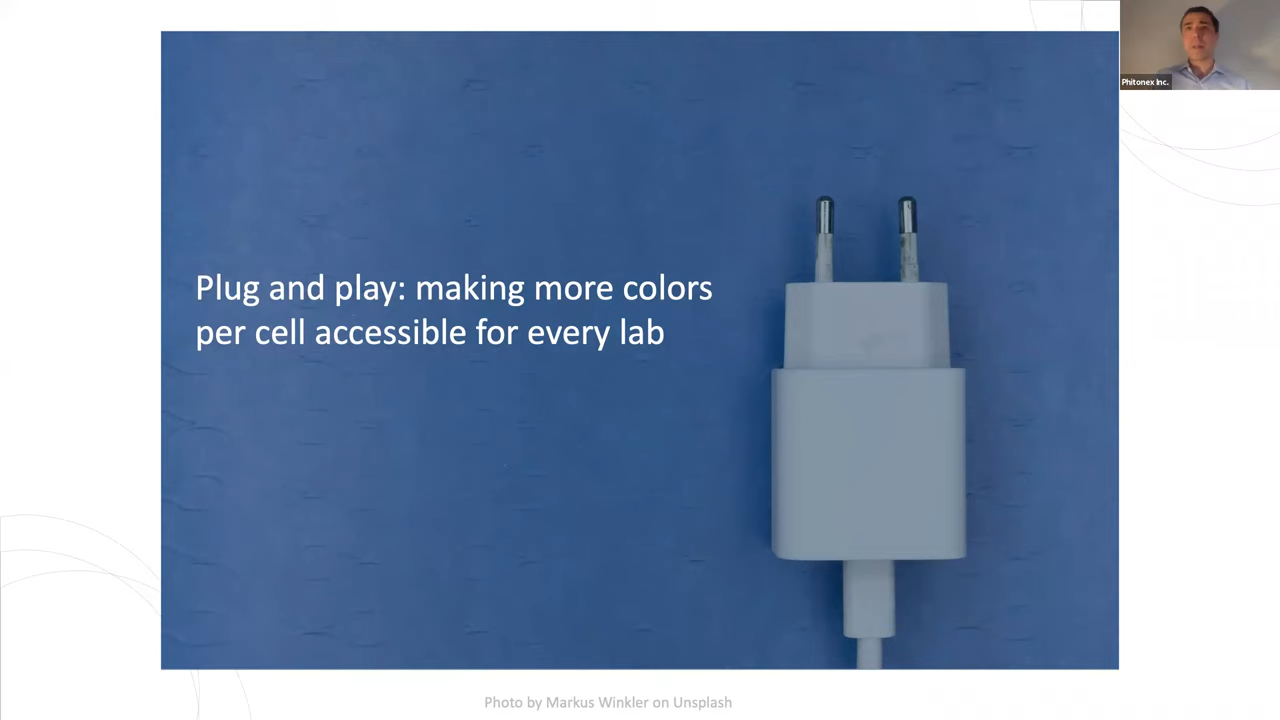 Phitonex Inc.
Plug and play: making more colors
per cell accessible for every lab
Photo by Markus Winkler on Unsplash